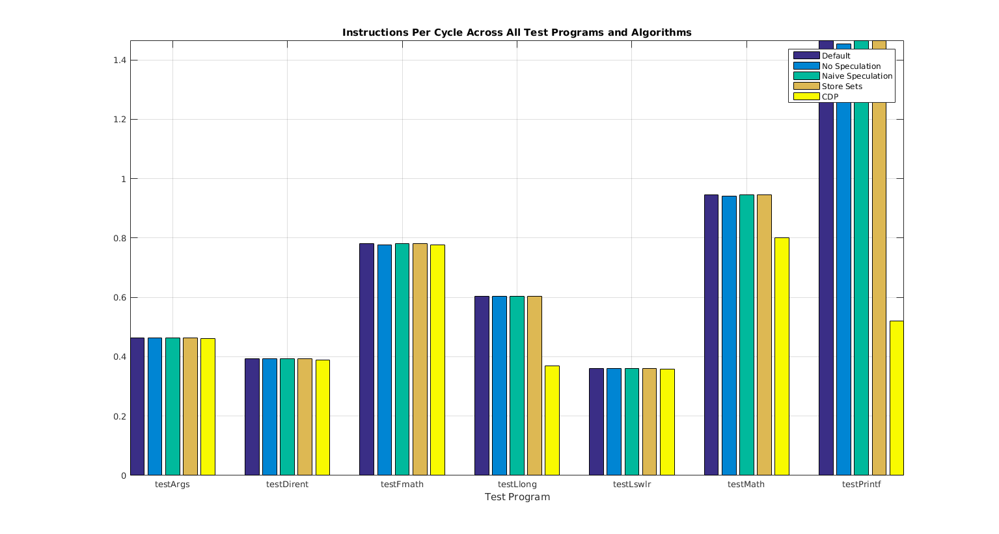 Instructions Per Cycle Across All Test Programs and Algorithms
1.4
1.2
1
0.8
0.6
0.4
0.2
0
Default
No Speculation
Naive Speculation
Store Sets
CDP
testArgs testDirent testFmath testLlong testLswlr testMath testPrintf
Test Program